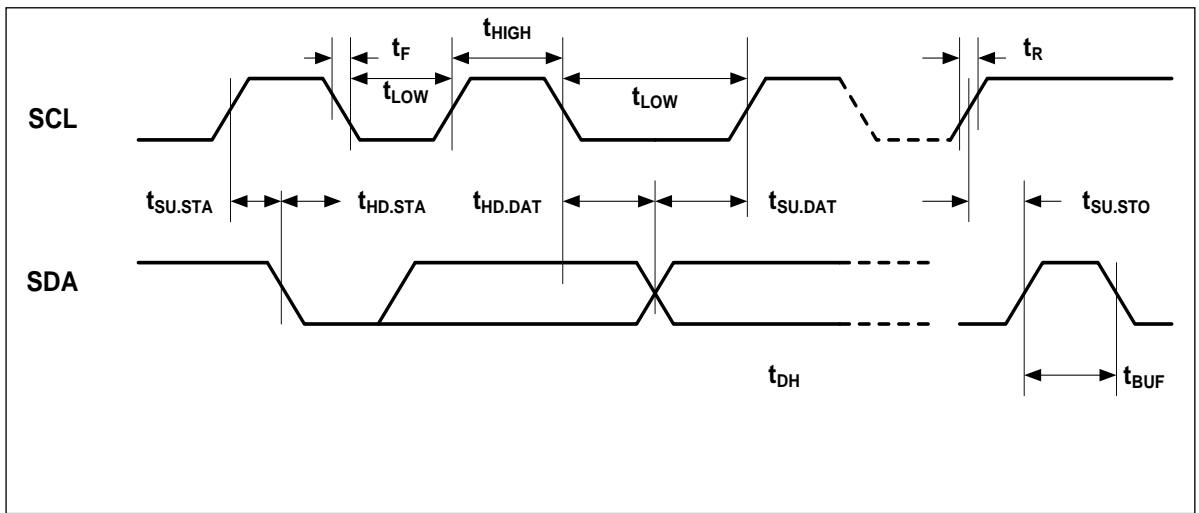 tHIGH
tF
tR
tLOW
tLOW
SCL
tSU.STA
tHD.STA
tHD.DAT
tSU.DAT
tSU.STO
SDA
tDH
tBUF